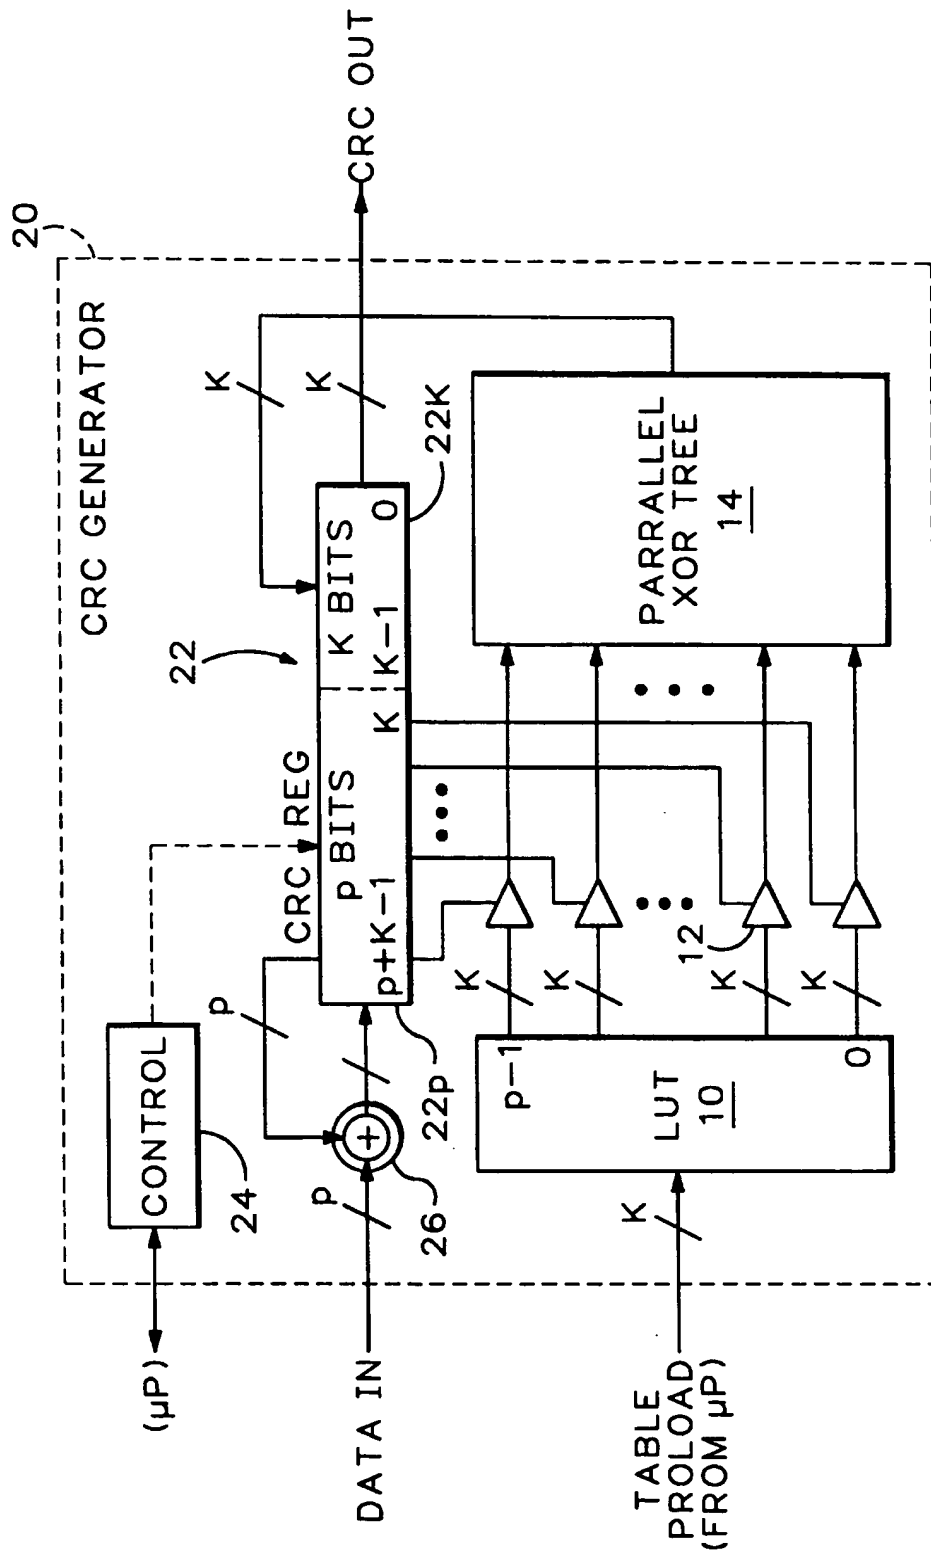 20
CRC GENERATOR
(µP)
CONTROL
24
CRC REG
22
p
K
K
CRC OUT
DATA IN
p
26
p BITS
K BITS
p+K-1
K
K-1
0
22p
22K
TABLE
PROLOAD
(FROM µP)
K
LUT
10
p-1
0
K
K
K
K
12
PARRALLEL
XOR TREE
14